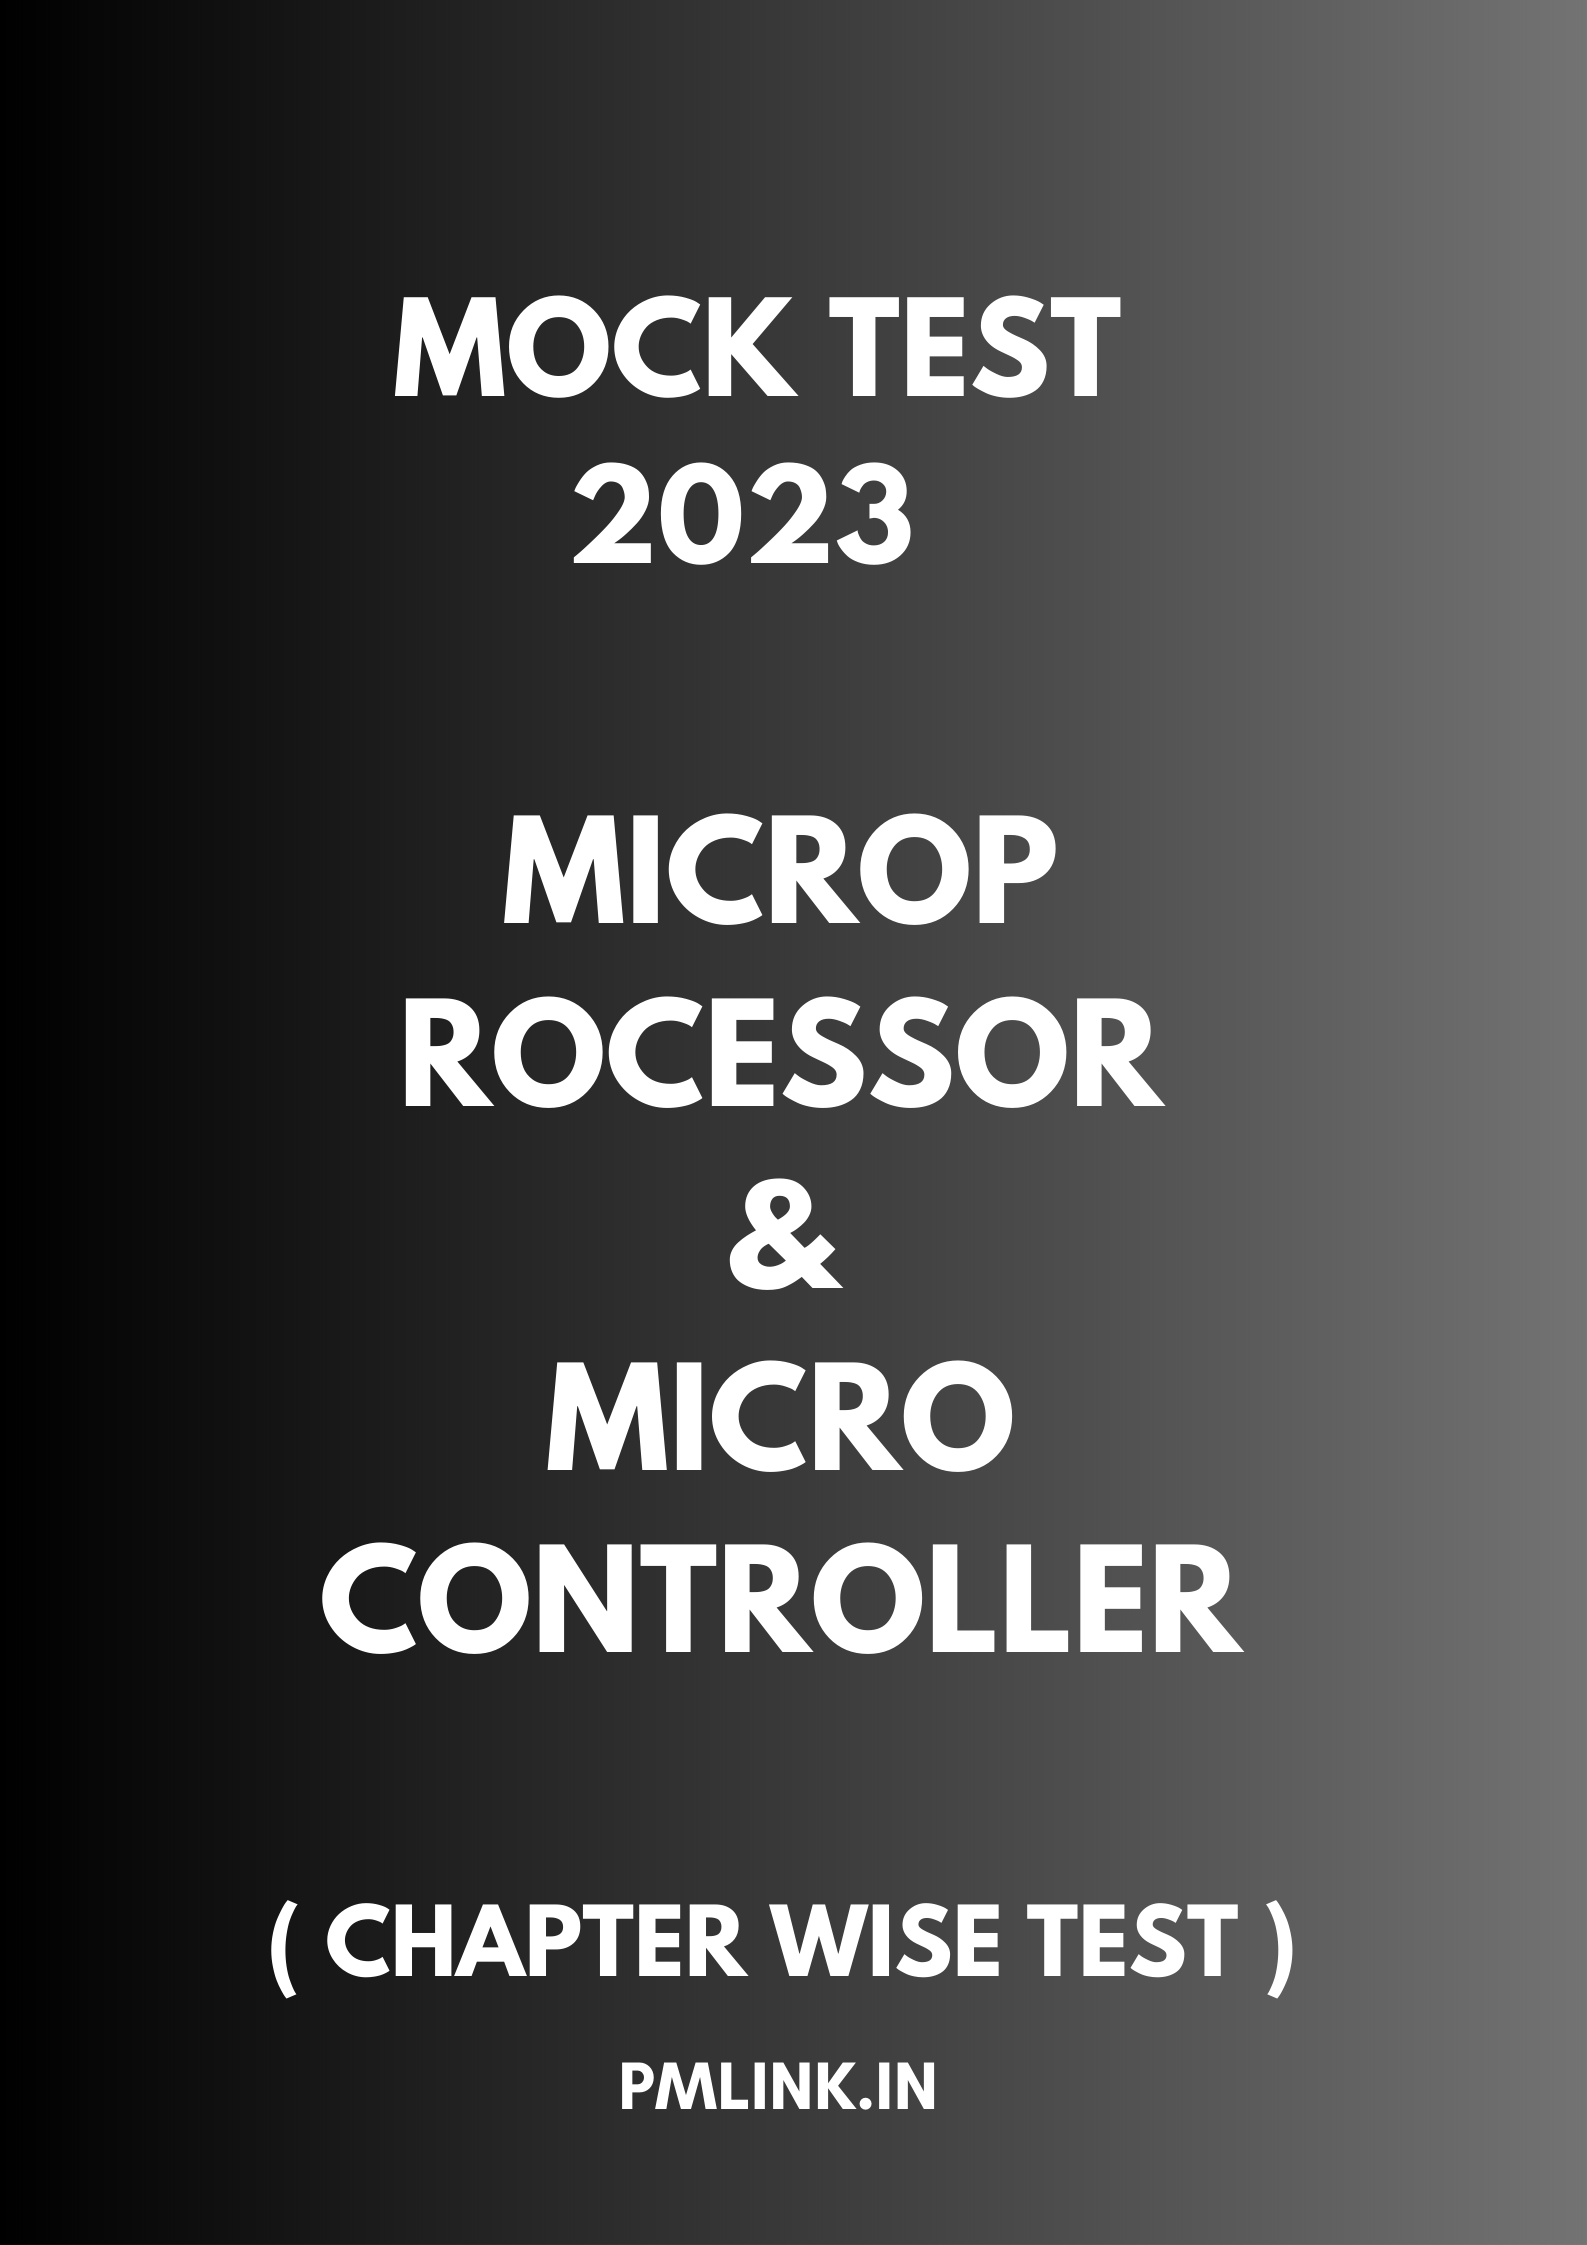 MOCK TEST
2023
MICROP
ROCESSOR
&
MICRO
CONTROLLER
( CHAPTER WISE TEST )
PMLINK.IN